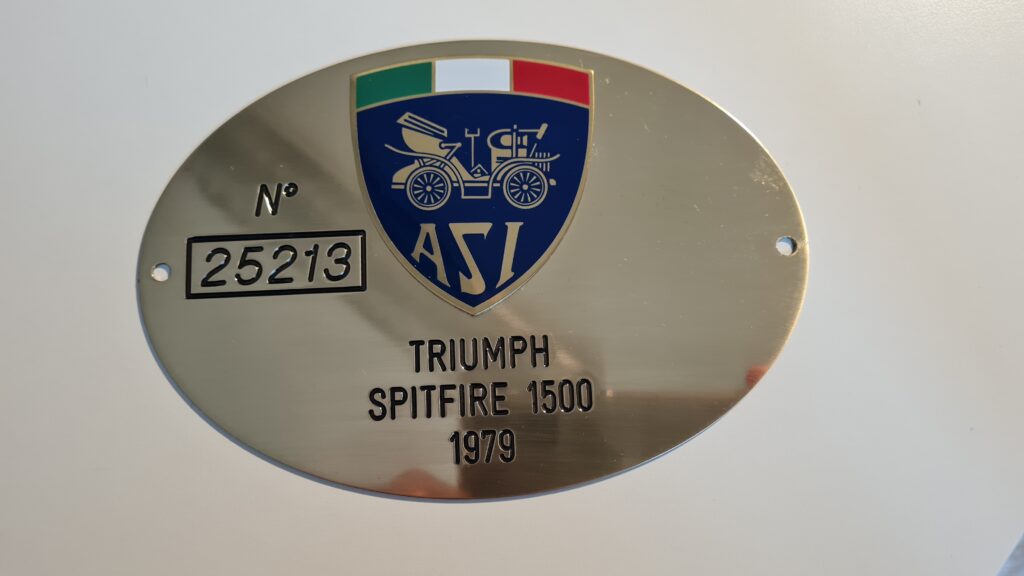 N°
25213
ASI
TRIUMPH
SPITFIRE 1500
1979